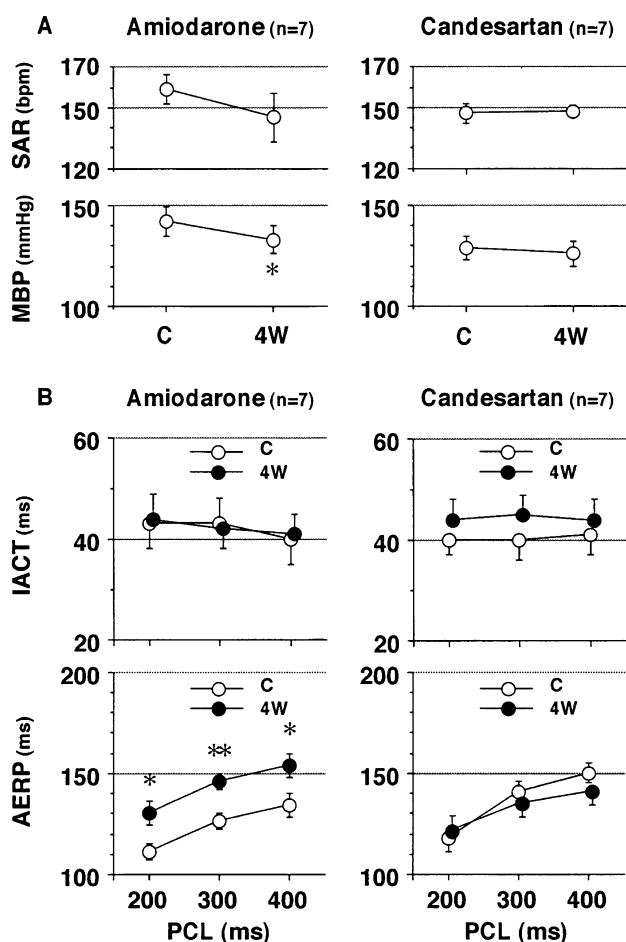 A
Amiodarone (n=7)
Candesartan (n=7)
SAR (bpm)
170
150
120
170
150
120
MBP (mmHg)
150
100
150
100
C
4W
*
C
4W
B
Amiodarone (n=7)
Candesartan (n=7)
IACT (ms)
60
40
20
C
4W
60
40
20
C
4W
AERP (ms)
200
150
100
C
4W
*
**
*
200
150
100
C
4W
200 300 400
PCL (ms)
200 300 400
PCL (ms)